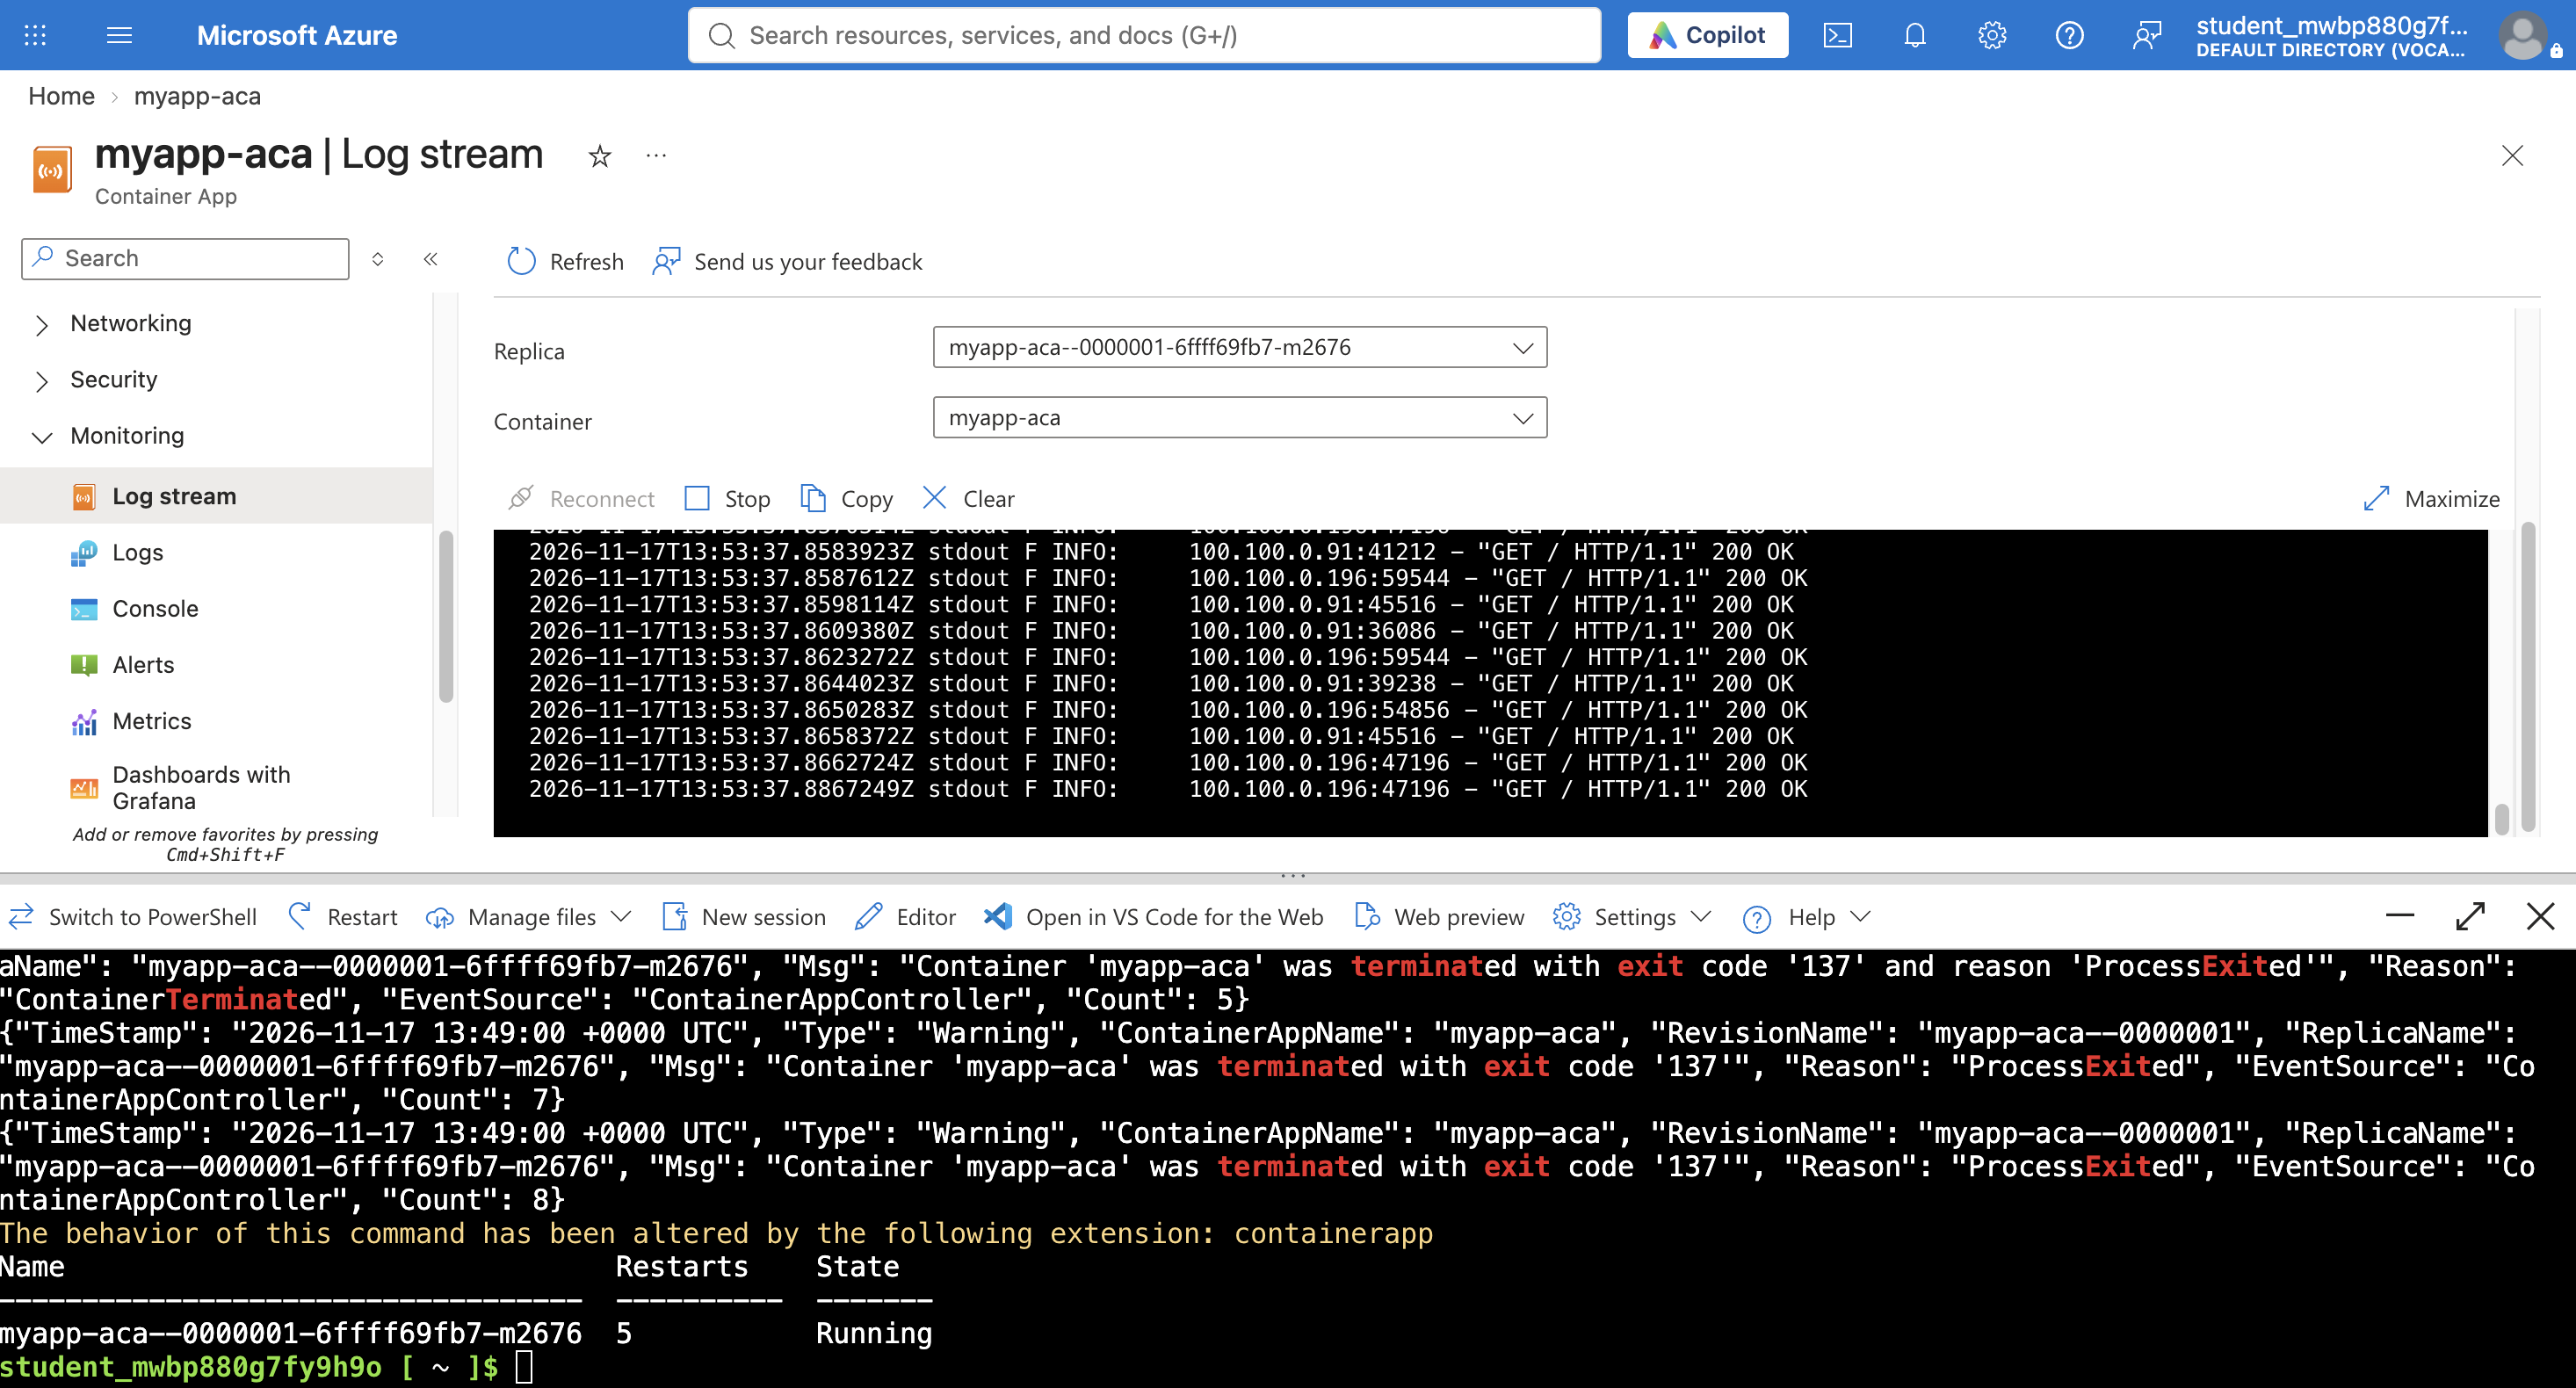 Microsoft Azure
Search resources, services, and docs (G+/)
Copilot
student_mwbp880g7f...
DEFAULT DIRECTORY (VOCA...
Home > myapp-aca
myapp-aca | Log stream
Container App
Search
Refresh
Send us your feedback
Networking
Security
Monitoring
Log stream
Logs
Console
Alerts
Metrics
Dashboards with
Grafana
Add or remove favorites by pressing
Cmd+Shift+F
Replica
myapp-aca--0000001-6ffff69fb7-m2676
Container
myapp-aca
Reconnect
Stop
Copy
Clear
Maximize
2026-11-17T13:53:37.8583923Z stdout F INFO:     100.100.0.91:41212 - "GET / HTTP/1.1" 200 OK
2026-11-17T13:53:37.8587612Z stdout F INFO:     100.100.0.196:59544 - "GET / HTTP/1.1" 200 OK
2026-11-17T13:53:37.8598114Z stdout F INFO:     100.100.0.91:45516 - "GET / HTTP/1.1" 200 OK
2026-11-17T13:53:37.8609380Z stdout F INFO:     100.100.0.91:36086 - "GET / HTTP/1.1" 200 OK
2026-11-17T13:53:37.8623272Z stdout F INFO:     100.100.0.196:59544 - "GET / HTTP/1.1" 200 OK
2026-11-17T13:53:37.8644023Z stdout F INFO:     100.100.0.91:39238 - "GET / HTTP/1.1" 200 OK
2026-11-17T13:53:37.8650283Z stdout F INFO:     100.100.0.196:54856 - "GET / HTTP/1.1" 200 OK
2026-11-17T13:53:37.8658372Z stdout F INFO:     100.100.0.91:45516 - "GET / HTTP/1.1" 200 OK
2026-11-17T13:53:37.8662724Z stdout F INFO:     100.100.0.196:47196 - "GET / HTTP/1.1" 200 OK
2026-11-17T13:53:37.8867249Z stdout F INFO:     100.100.0.196:47196 - "GET / HTTP/1.1" 200 OK
Switch to PowerShell
Restart
Manage files
New session
Editor
Open in VS Code for the Web
Web preview
Settings
Help
aName": "myapp-aca--0000001-6ffff69fb7-m2676", "Msg": "Container 'myapp-aca' was terminated with exit code '137' and reason 'ProcessExited'", "Reason":
"ContainerTerminated", "EventSource": "ContainerAppController", "Count": 5}
{"TimeStamp": "2026-11-17 13:49:00 +0000 UTC", "Type": "Warning", "ContainerAppName": "myapp-aca", "RevisionName": "myapp-aca--0000001", "ReplicaName":
"myapp-aca--0000001-6ffff69fb7-m2676", "Msg": "Container 'myapp-aca' was terminated with exit code '137'", "Reason": "ProcessExited", "EventSource": "Co
ntainerAppController", "Count": 7}
{"TimeStamp": "2026-11-17 13:49:00 +0000 UTC", "Type": "Warning", "ContainerAppName": "myapp-aca", "RevisionName": "myapp-aca--0000001", "ReplicaName":
"myapp-aca--0000001-6ffff69fb7-m2676", "Msg": "Container 'myapp-aca' was terminated with exit code '137'", "Reason": "ProcessExited", "EventSource": "Co
ntainerAppController", "Count": 8}
The behavior of this command has been altered by the following extension: containerapp
Name                                 Restarts    State
-----------------------------------  ----------  -------
myapp-aca--0000001-6ffff69fb7-m2676  5           Running
student_mwbp880g7fy9h9o [ ~ ]$